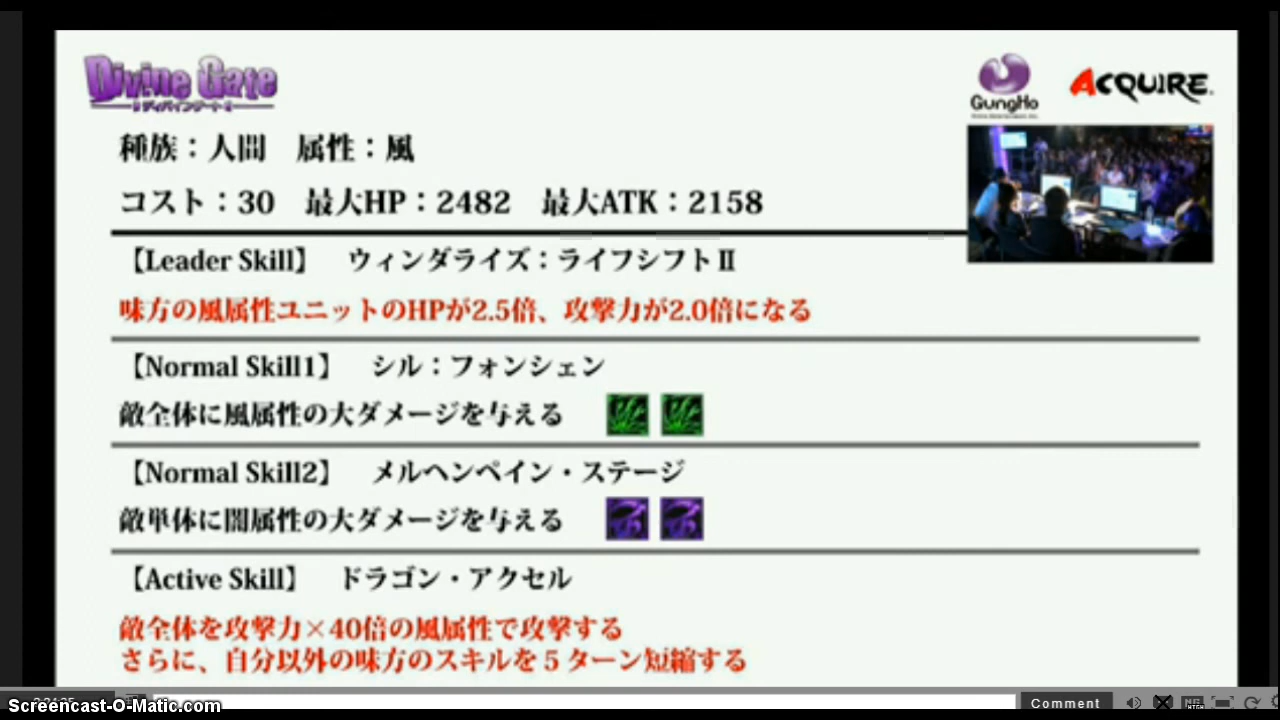 Divine Gate
ディバインゲート
GungHo
ACQUIRE.
種族：人間　属性：風
コスト：30　最大HP：2482　最大ATK：2158
【Leader Skill】　ウィンダライズ：ライフシフトⅡ
味方の風属性ユニットのHPが2.5倍、攻撃力が2.0倍になる
【Normal Skill1】　シル：フォンシェン
敵全体に風属性の大ダメージを与える
【Normal Skill2】　メルヘンペイン・ステージ
敵単体に闇属性の大ダメージを与える
【Active Skill】　ドラゴン・アクセル
敵全体を攻撃力×40倍の風属性で攻撃する
さらに、自分以外の味方のスキルを５ターン短縮する
Screencast-O-Matic.com
Comment